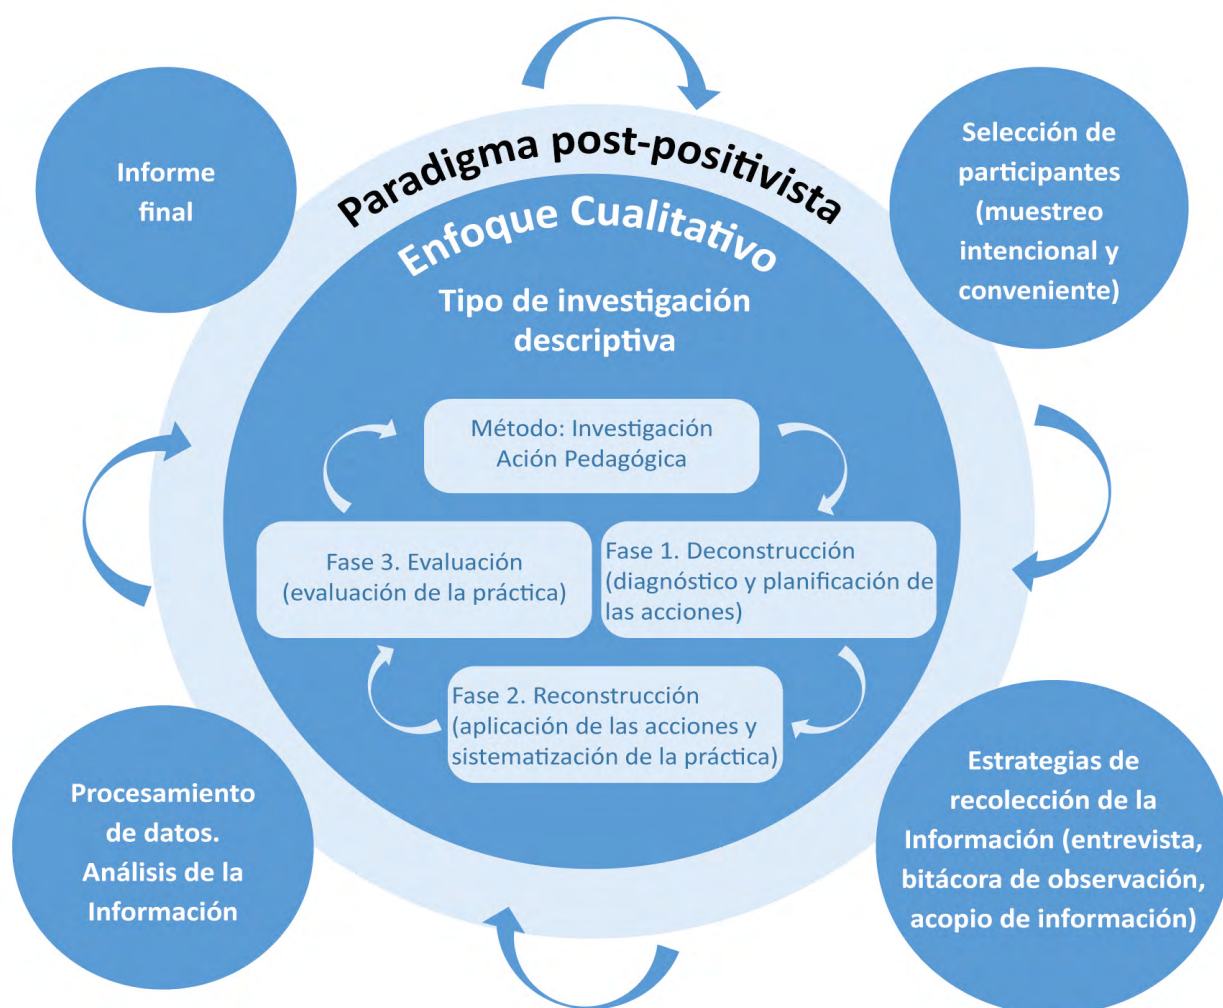 Paradigma post-positivista
Enfoque Cualitativo
Tipo de investigación
descriptiva
Método: Investigación
Ación Pedagógica
Fase 1. Deconstrucción
(diagnóstico y planificación de
las acciones)
Fase 2. Reconstrucción
(aplicación de las acciones y
sistematización de la práctica)
Fase 3. Evaluación
(evaluación de la práctica)
Selección de
participantes
(muestreo
intencional y
conveniente)
Estrategias de
recolección de la
Información (entrevista,
bitácora de observación,
acopio de información)
Procesamiento
de datos.
Análisis de la
Información
Informe
final